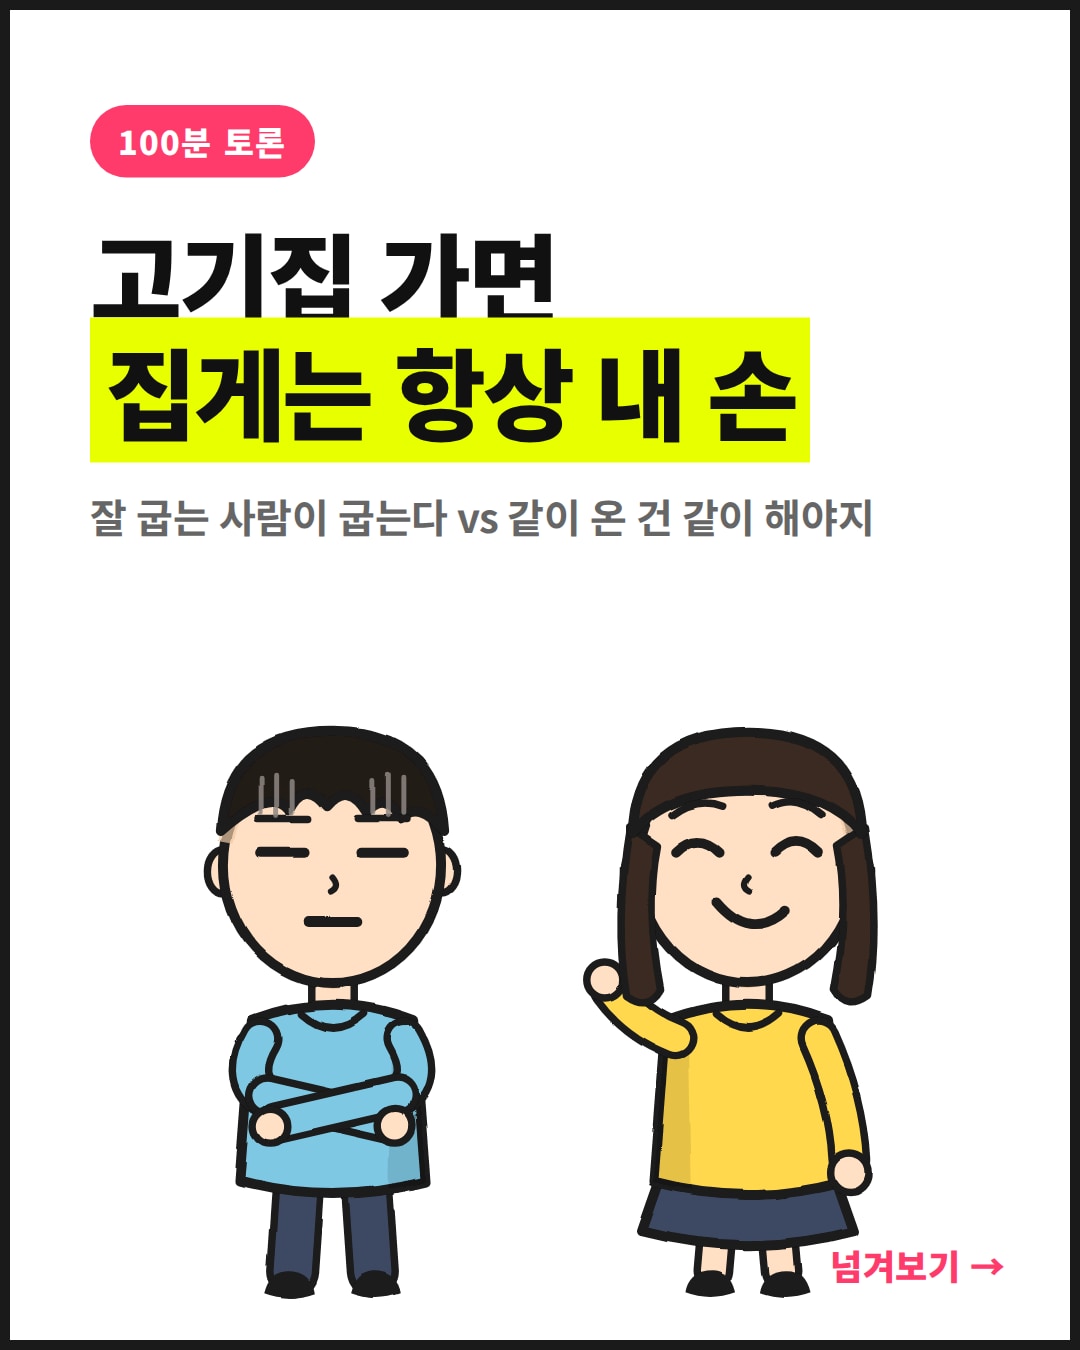 100분 토론
고기집 가면
집게는 항상 내 손
잘 굽는 사람이 굽는다 vs 같이 온 건 같이 해야지
넘겨보기 →